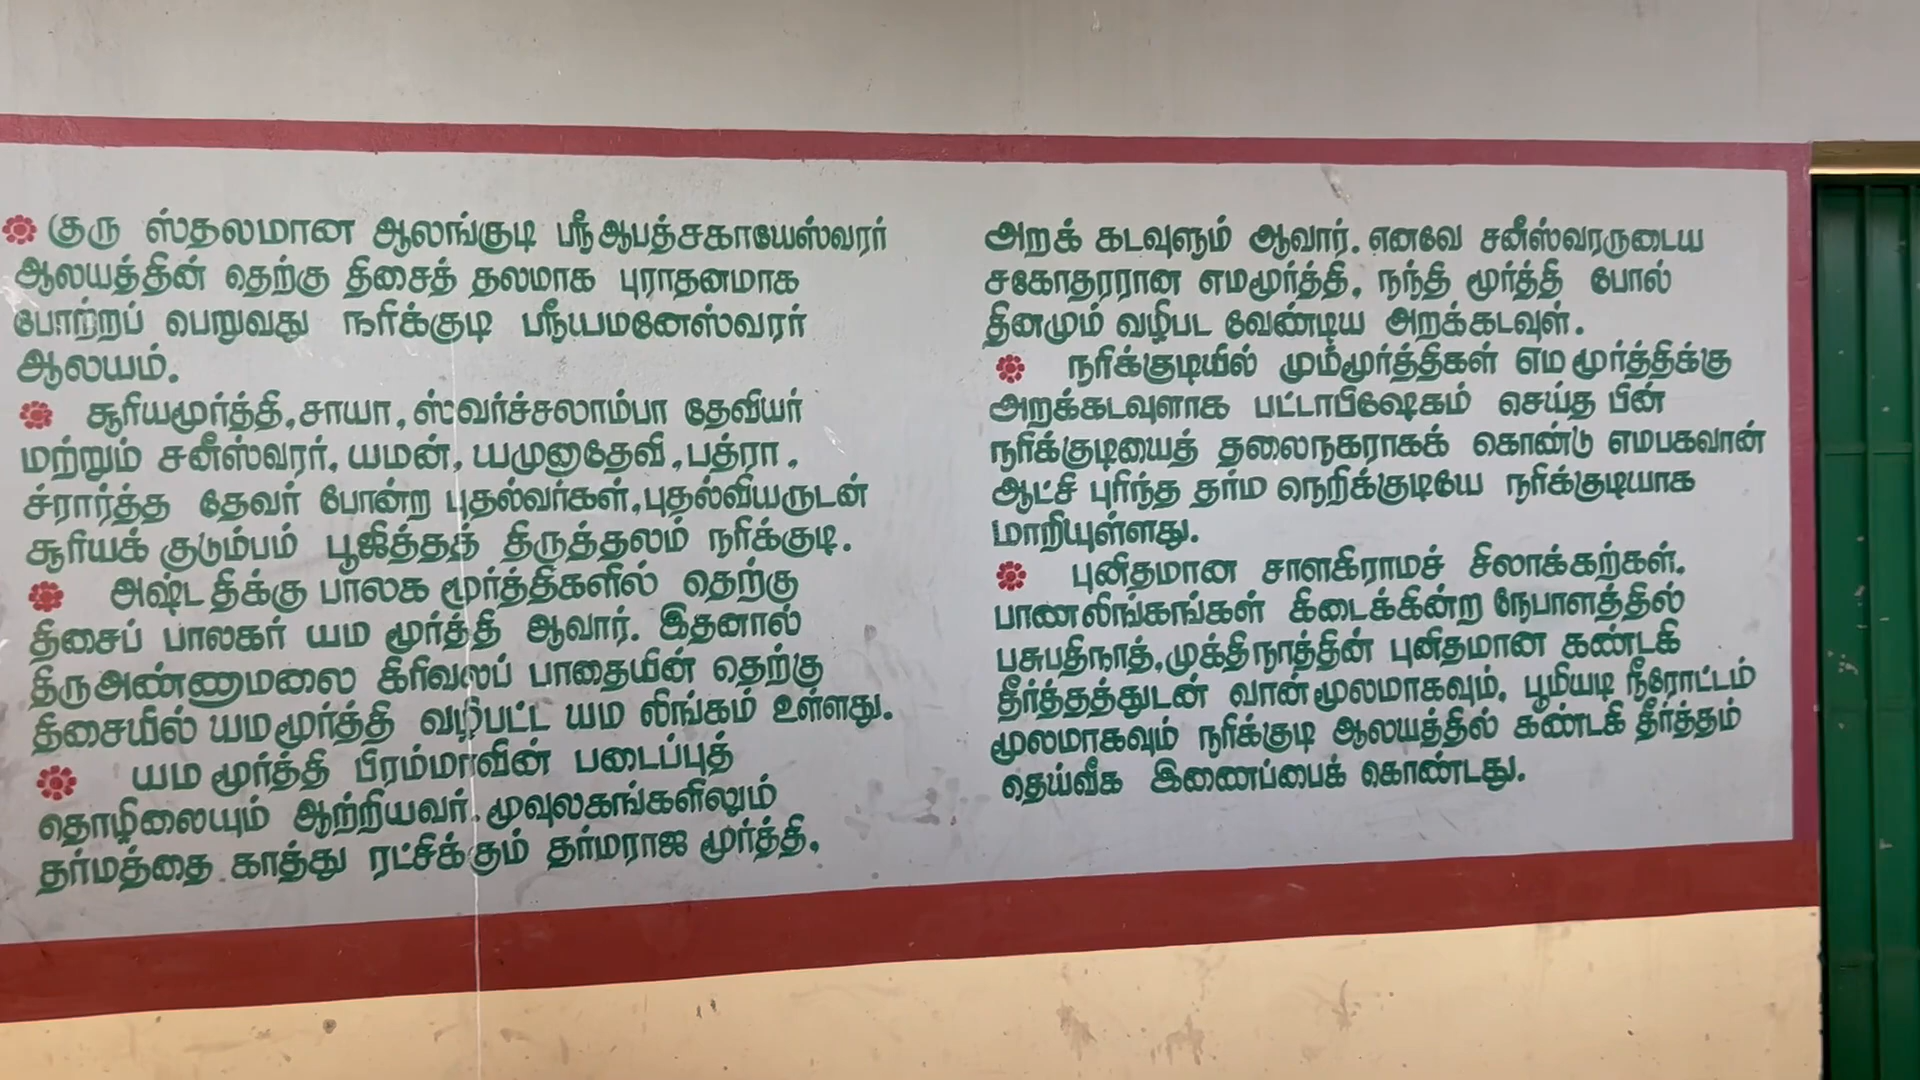 குரு ஸ்தலமான ஆலங்குடி ஸ்ரீஆபத்சகாயேஸ்வரர்
ஆலயத்தின் தெற்கு திசைத் தலமாக புராதனமாக
போற்றப் பெறுவது நரிக்குடி ஸ்ரீயமனேஸ்வரர்
ஆலயம்.
சூரியமூர்த்தி, சாயா, ஸ்வர்ச்சலாம்பா தேவியர்
மற்றும் சனீஸ்வரர், யமன், யமுனாதேவி, பத்ரா,
ச்ரார்த்த தேவர் போன்ற புதல்வர்கள், புதல்வியருடன்
சூரியக் குடும்பம் பூஜித்தத் திருத்தலம் நரிக்குடி.
அஷ்ட திக்கு பாலக மூர்த்திகளில் தெற்கு
திசைப் பாலகர் யம மூர்த்தி ஆவார். இதனால்
திருஅண்ணாமலை கிரிவலப் பாதையின் தெற்கு
திசையில் யமமூர்த்தி வழிபட்ட யம லிங்கம் உள்ளது.
யம மூர்த்தி பிரம்மாவின் படைப்புத்
தொழிலையும் ஆற்றியவர். மூவுலகங்களிலும்
தர்மத்தை காத்து ரட்சிக்கும் தர்மராஜ மூர்த்தி,
அறக் கடவுளும் ஆவார். எனவே சனீஸ்வரருடைய
சகோதரரான எமமூர்த்தி, நந்தி மூர்த்தி போல்
தினமும் வழிபட வேண்டிய அறக்கடவுள்.
நரிக்குடியில் மும்மூர்த்திகள் எம மூர்த்திக்கு
அறக்கடவுளாக பட்டாபிஷேகம் செய்த பின்
நரிக்குடியைத் தலைநகராகக் கொண்டு எமபகவான்
ஆட்சி புரிந்த தர்ம நெறிக்குடியே நரிக்குடியாக
மாறியுள்ளது.
புனிதமான சாளகிராமச் சிலாக்கற்கள்,
பாணலிங்கங்கள் கிடைக்கின்ற நேபாளத்தில்
பசுபதிநாத், முக்திநாத்தின் புனிதமான கண்டகி
தீர்த்தத்துடன் வான்மூலமாகவும், பூமியடி நீரோட்டம்
மூலமாகவும் நரிக்குடி ஆலயத்தில் கண்டகி தீர்த்தம்
தெய்வீக இணைப்பைக் கொண்டது.